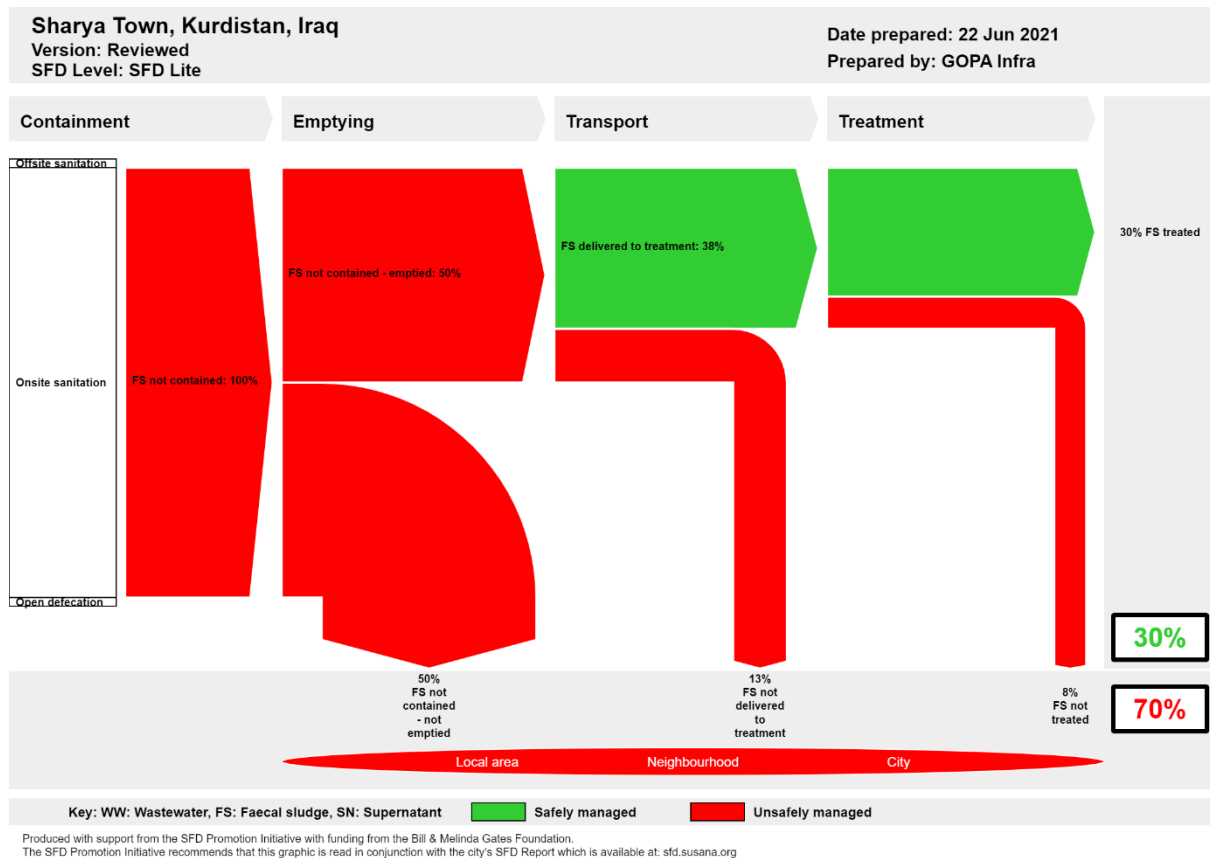 Sharya Town, Kurdistan, Iraq
Version: Reviewed
SFD Level: SFD Lite
Date prepared: 22 Jun 2021
Prepared by: GOPA Infra
Containment
Emptying
Transport
Treatment
Offsite sanitation
Onsite sanitation
Open defecation
FS not contained: 100%
FS not contained - emptied: 50%
FS delivered to treatment: 38%
30% FS treated
30%
70%
50%
FS not
contained
- not
emptied
13%
FS not
delivered
to
treatment
8%
FS not
treated
Local area
Neighbourhood
City
Key: WW: Wastewater, FS: Faecal sludge, SN: Supernatant
Safely managed
Unsafely managed
Produced with support from the SFD Promotion Initiative with funding from the Bill & Melinda Gates Foundation.
The SFD Promotion Initiative recommends that this graphic is read in conjunction with the city's SFD Report which is available at: sfd.susana.org